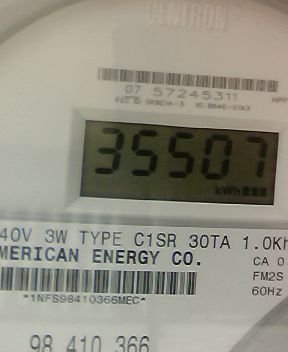 CENTRON®
07 57245311
35507
kWh
40V 3W TYPE C1SR 30TA 1.0Kh
MERICAN ENERGY CO.
CA 0
FM2S
60Hz
*1NFS98410366MEC*
98 410 366